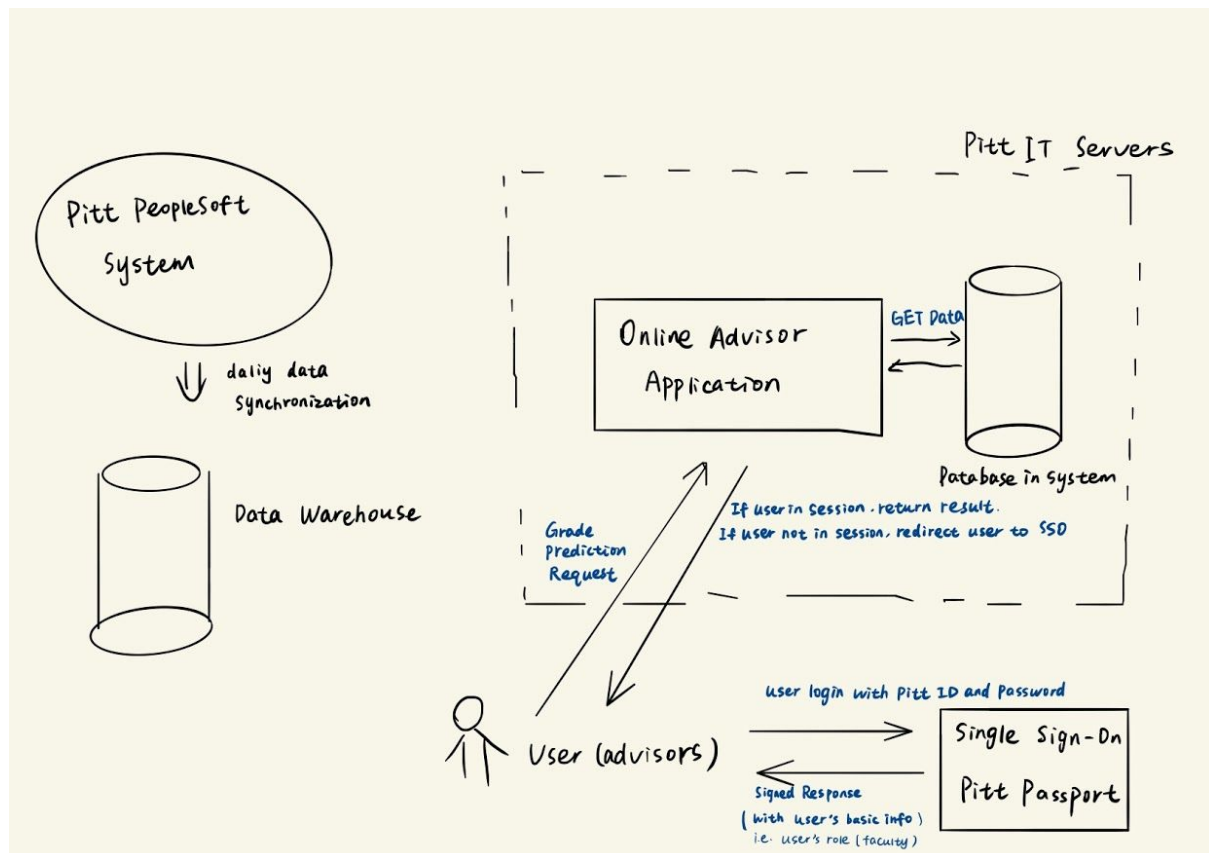 Pitt IT Servers
Pitt PeopleSoft
System
daliy data
Synchronization
Data Warehouse
Online Advisor
Application
GET Data
Database in system
Grade
Prediction
Request
If user in session, return result.
If user not in session, redirect user to SSO
User (advisors)
User login with Pitt ID and Password
Signed Response
(with user's basic info)
i.e. user's role (faculty)
Single Sign-On
Pitt Passport